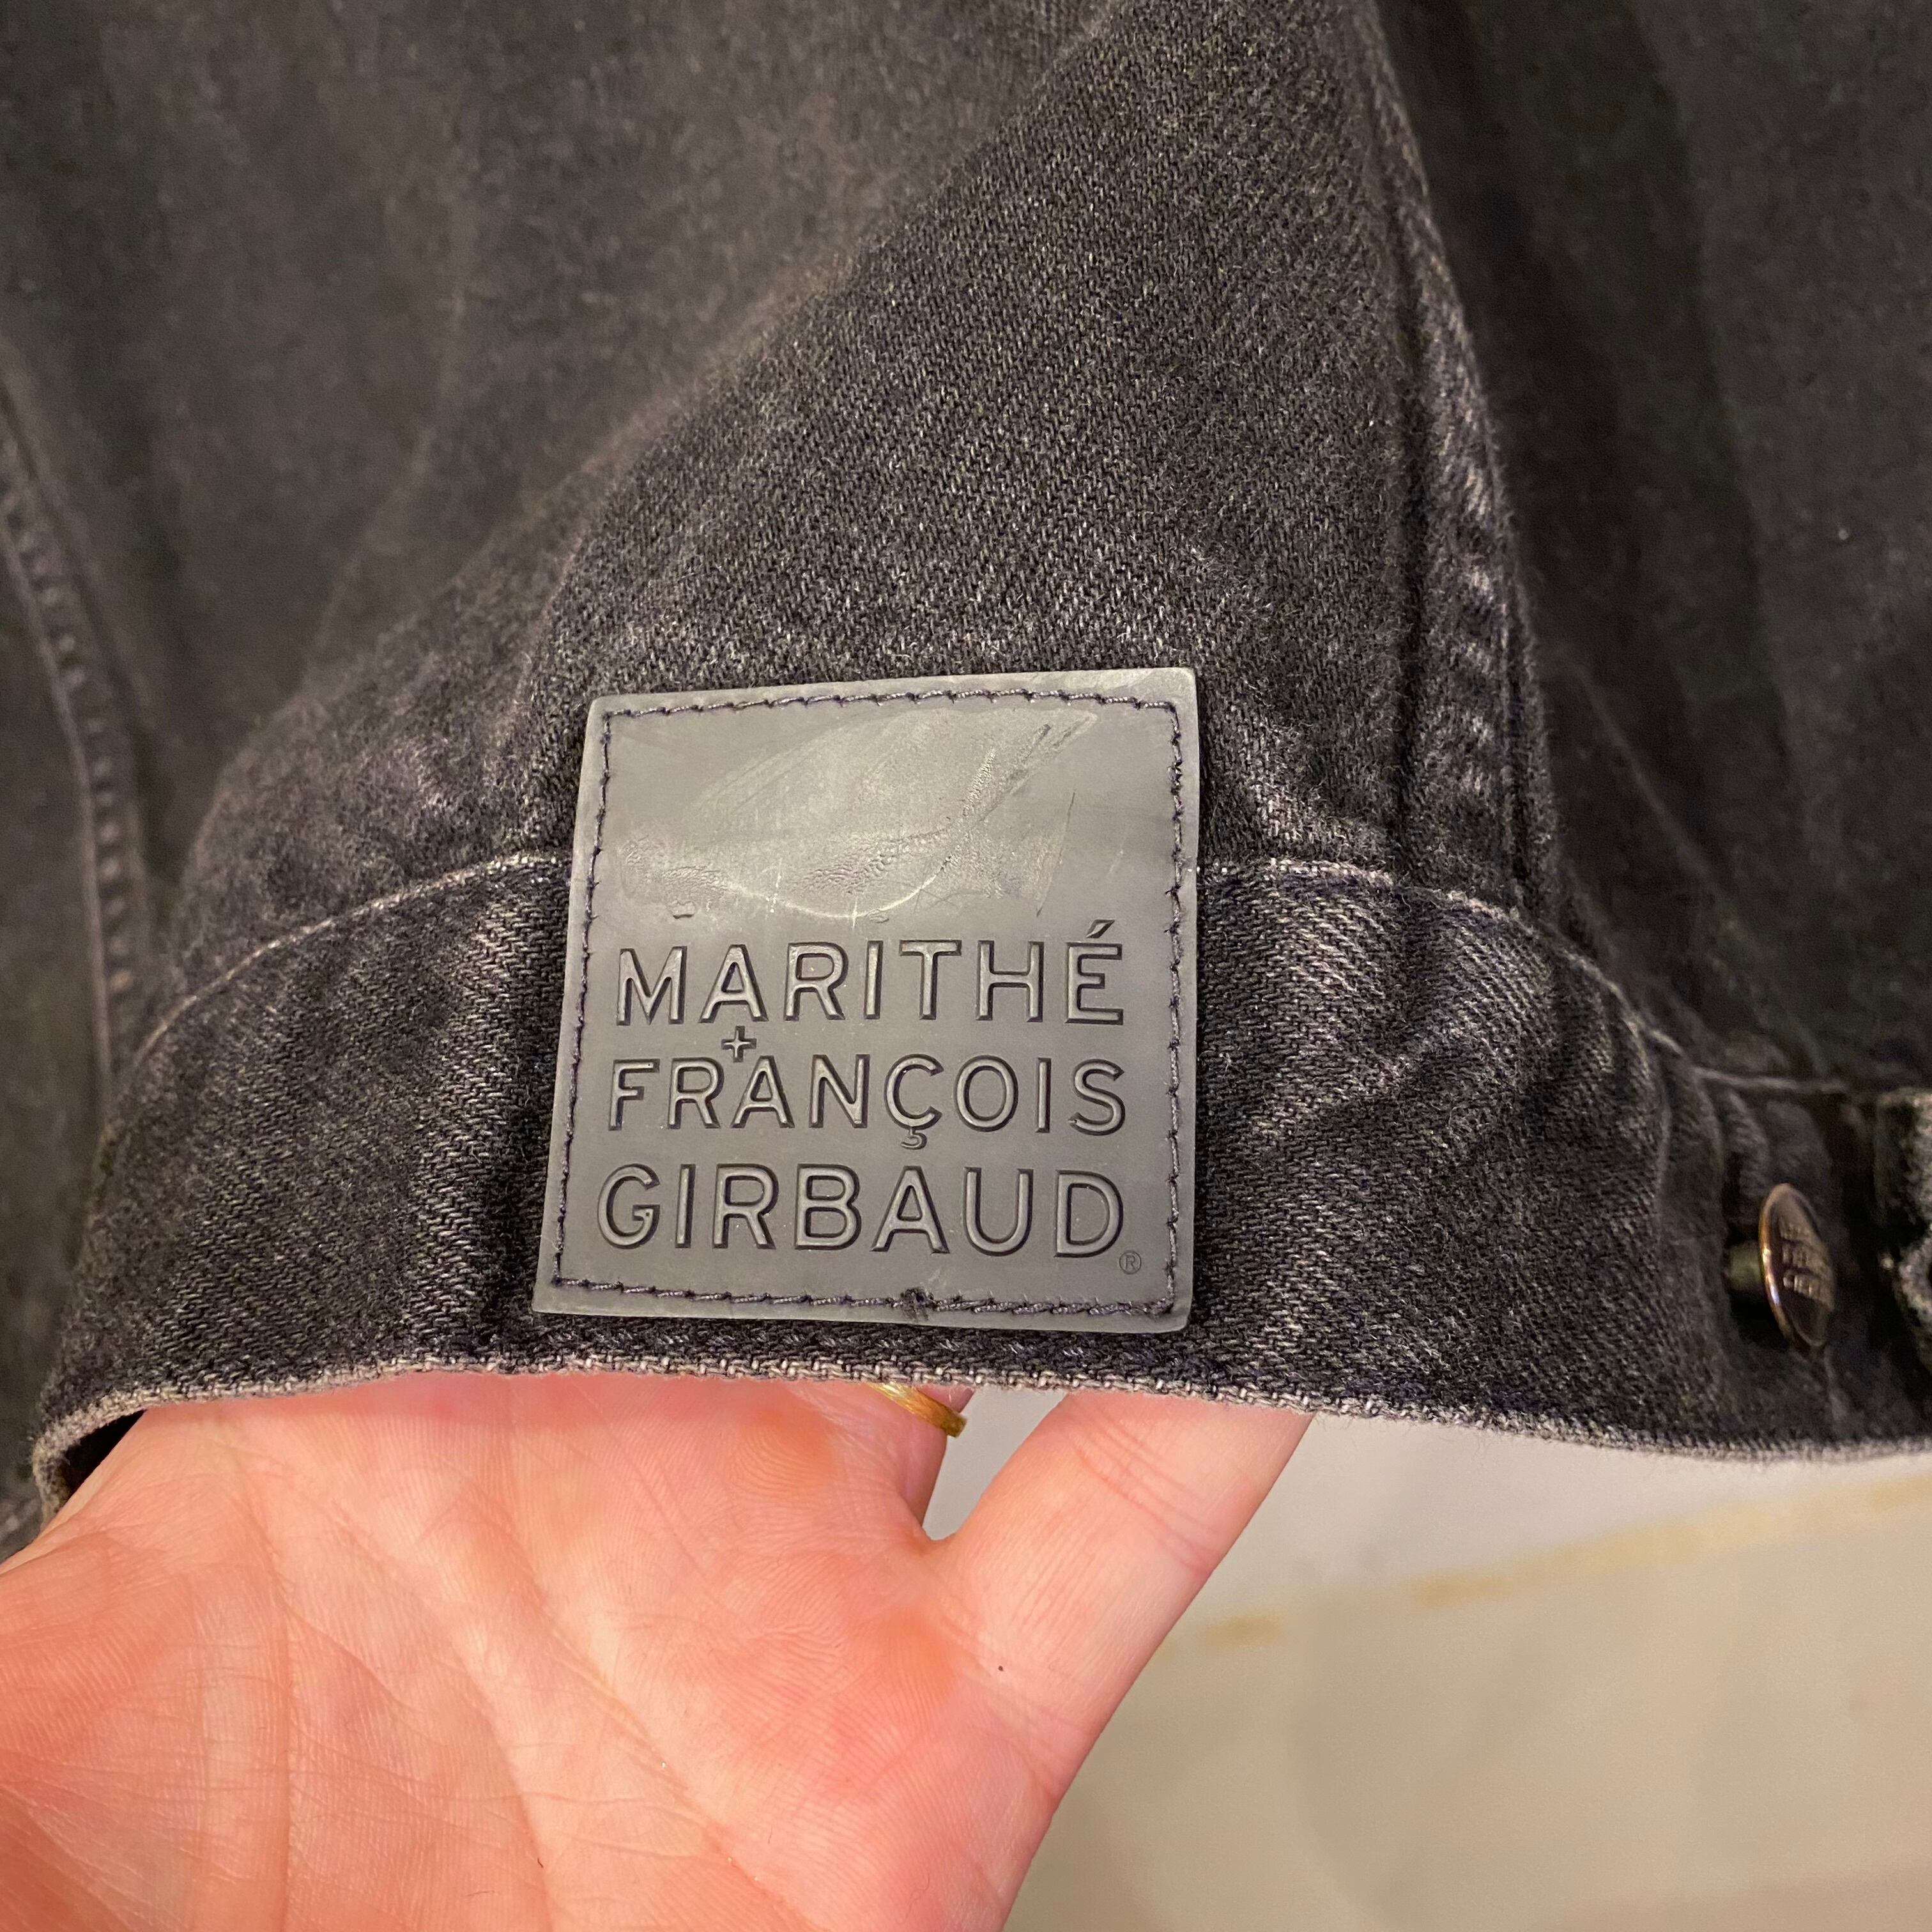 MARITHÉ
+
FRANÇOIS
GIRBAUD®